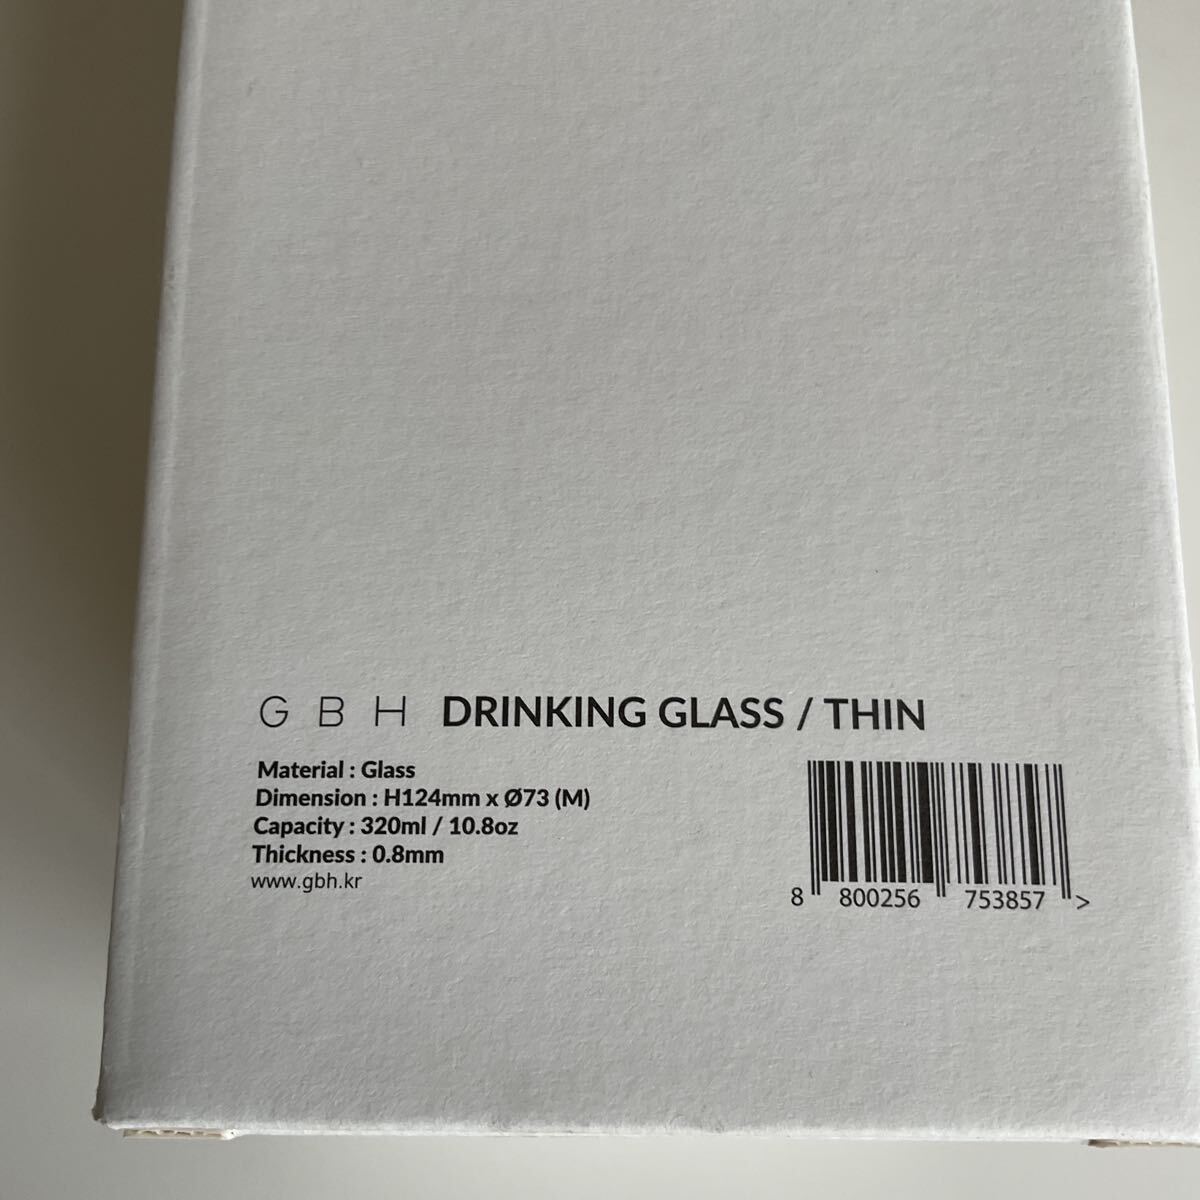 GBH DRINKING GLASS / THIN
Material : Glass
Dimension : H124mm x Ø73 (M)
Capacity : 320ml / 10.8oz
Thickness : 0.8mm
www.gbh.kr
8 800256 753857 >